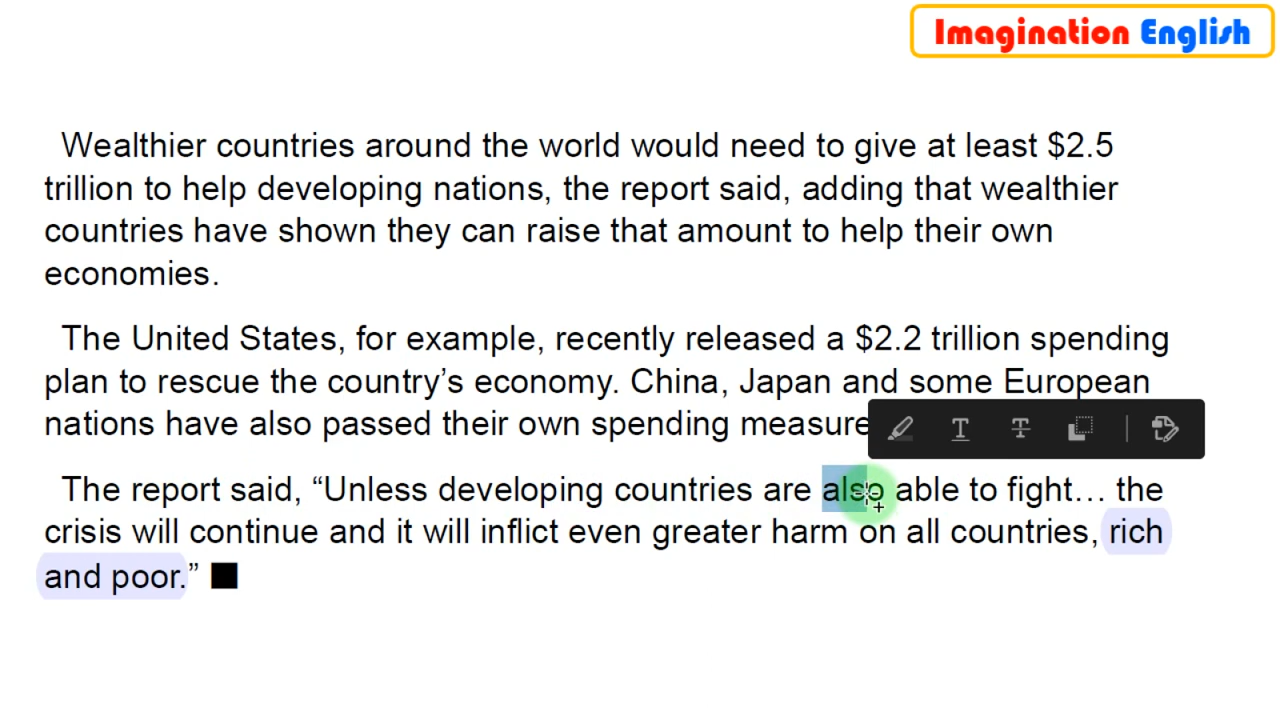 Imagination English
Wealthier countries around the world would need to give at least $2.5
trillion to help developing nations, the report said, adding that wealthier
countries have shown they can raise that amount to help their own
economies.
The United States, for example, recently released a $2.2 trillion spending
plan to rescue the country’s economy. China, Japan and some European
nations have also passed their own spending measure
The report said, “Unless developing countries are also able to fight… the
crisis will continue and it will inflict even greater harm on all countries, rich
and poor.” ■